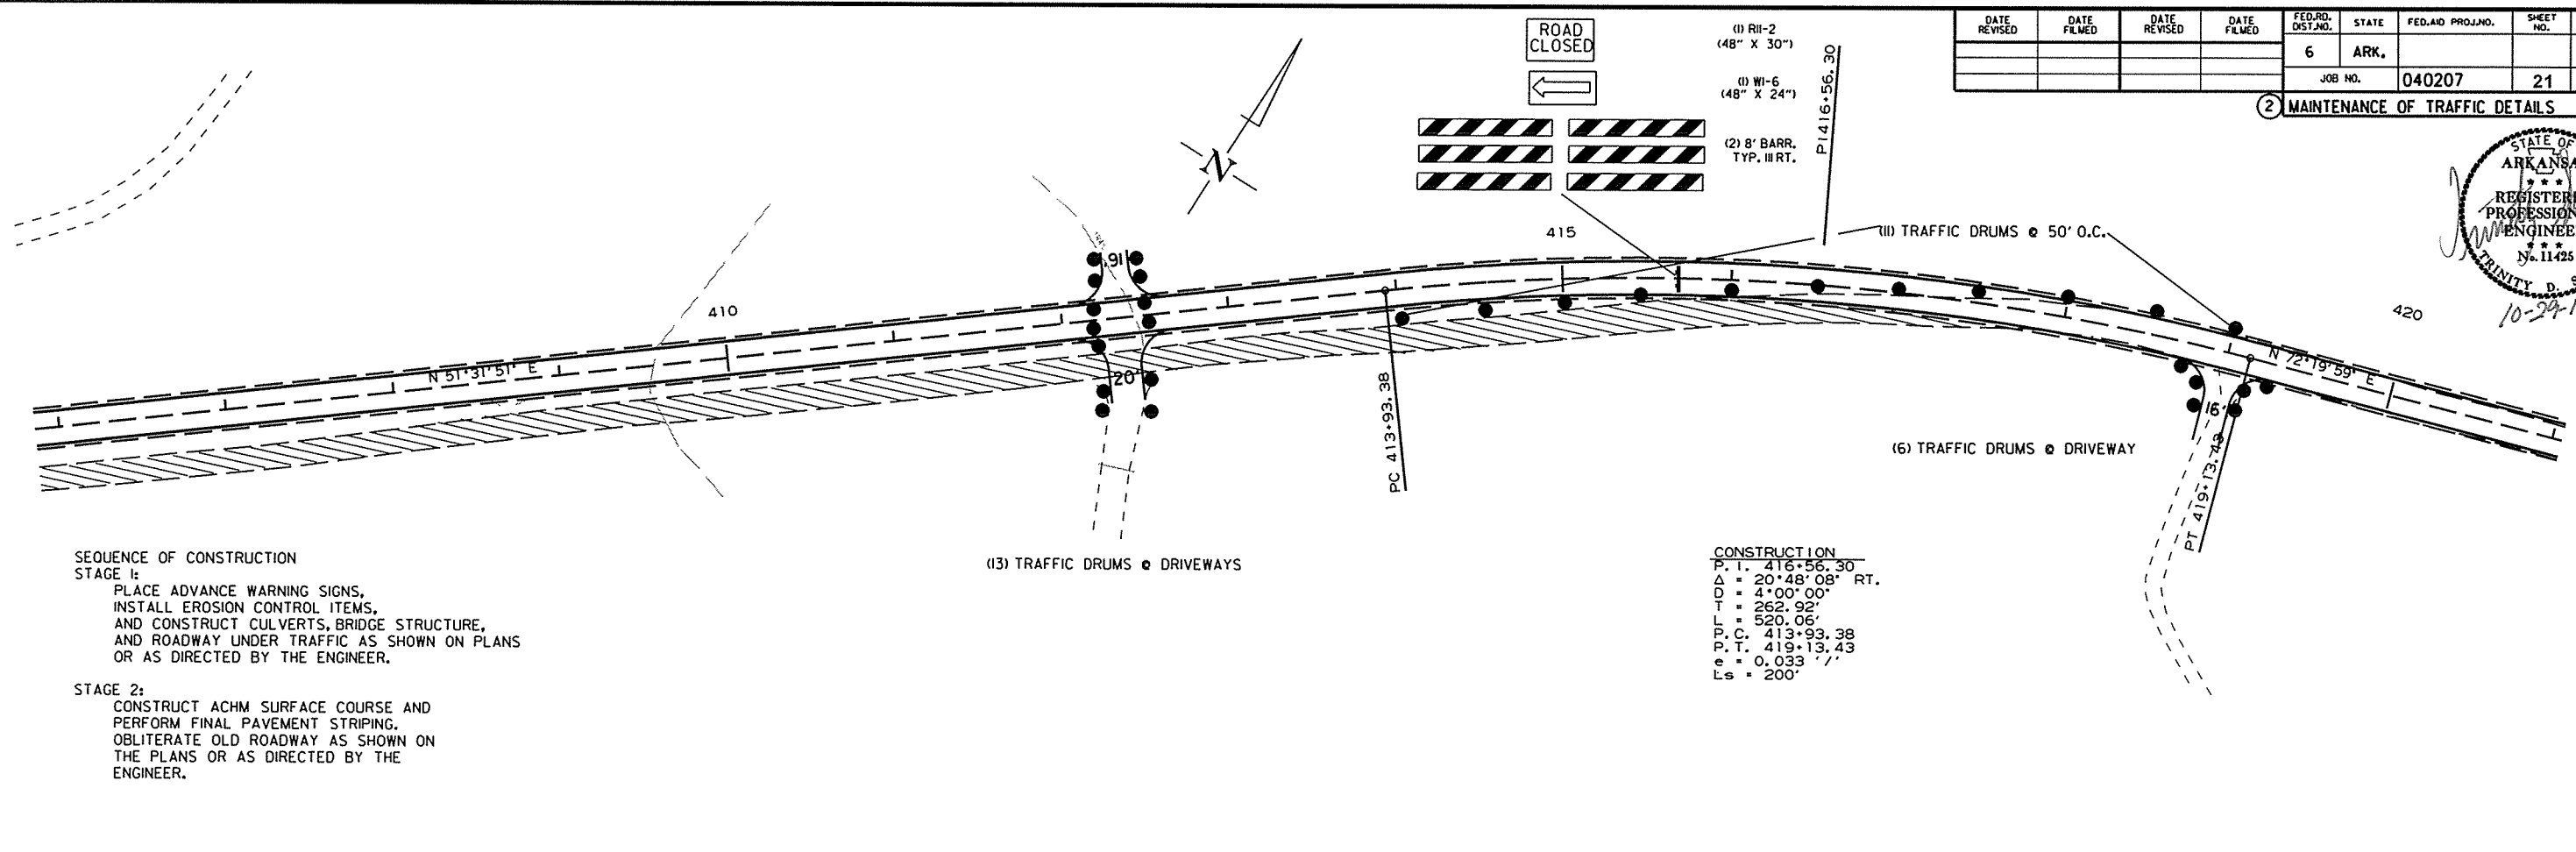 ROAD
CLOSED
(1) R11-2
(48" X 30")
(1) W1-6
(48" X 24")
(2) 8' BARR.
TYP. III RT.
PI 416+56.30
DATE REVISED
DATE FILMED
DATE REVISED
DATE FILMED
FED.RD. DIST.NO.
STATE
FED.AID PROJ.NO.
SHEET NO.
6
ARK.
JOB NO.
040207
21
2
MAINTENANCE OF TRAFFIC DETAILS
STATE OF
ARKANSA
★ ★ ★
REGISTER
PROFESSION
ENGINEE
★ ★ ★
No. 11425
TRINITY D. S
10-29-1
N
415
(11) TRAFFIC DRUMS @ 50' O.C.
410
420
16'
20'
N 51°31'51" E
N 72°19'59" E
PC 413+93.38
(6) TRAFFIC DRUMS @ DRIVEWAY
16'
PT 419+13.43
(13) TRAFFIC DRUMS @ DRIVEWAYS
SEQUENCE OF CONSTRUCTION
STAGE 1:
PLACE ADVANCE WARNING SIGNS,
INSTALL EROSION CONTROL ITEMS,
AND CONSTRUCT CULVERTS, BRIDGE STRUCTURE,
AND ROADWAY UNDER TRAFFIC AS SHOWN ON PLANS
OR AS DIRECTED BY THE ENGINEER.
STAGE 2:
CONSTRUCT ACHM SURFACE COURSE AND
PERFORM FINAL PAVEMENT STRIPING.
OBLITERATE OLD ROADWAY AS SHOWN ON
THE PLANS OR AS DIRECTED BY THE
ENGINEER.
CONSTRUCTION
P.I. 416+56.30
Δ = 20°48'08" RT.
D = 4°00'00"
T = 262.92'
L = 520.06'
P.C. 413+93.38
P.T. 419+13.43
e = 0.033 '/'
Ls = 200'